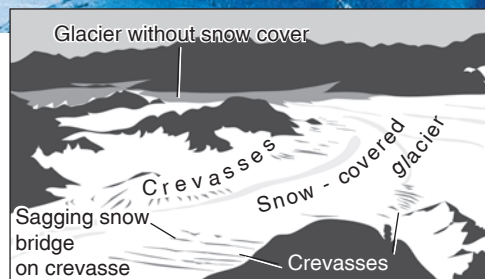 Glacier without snow cover
Crevasses
Snow - covered
glacier
Sagging snow
bridge
on crevasse
Crevasses